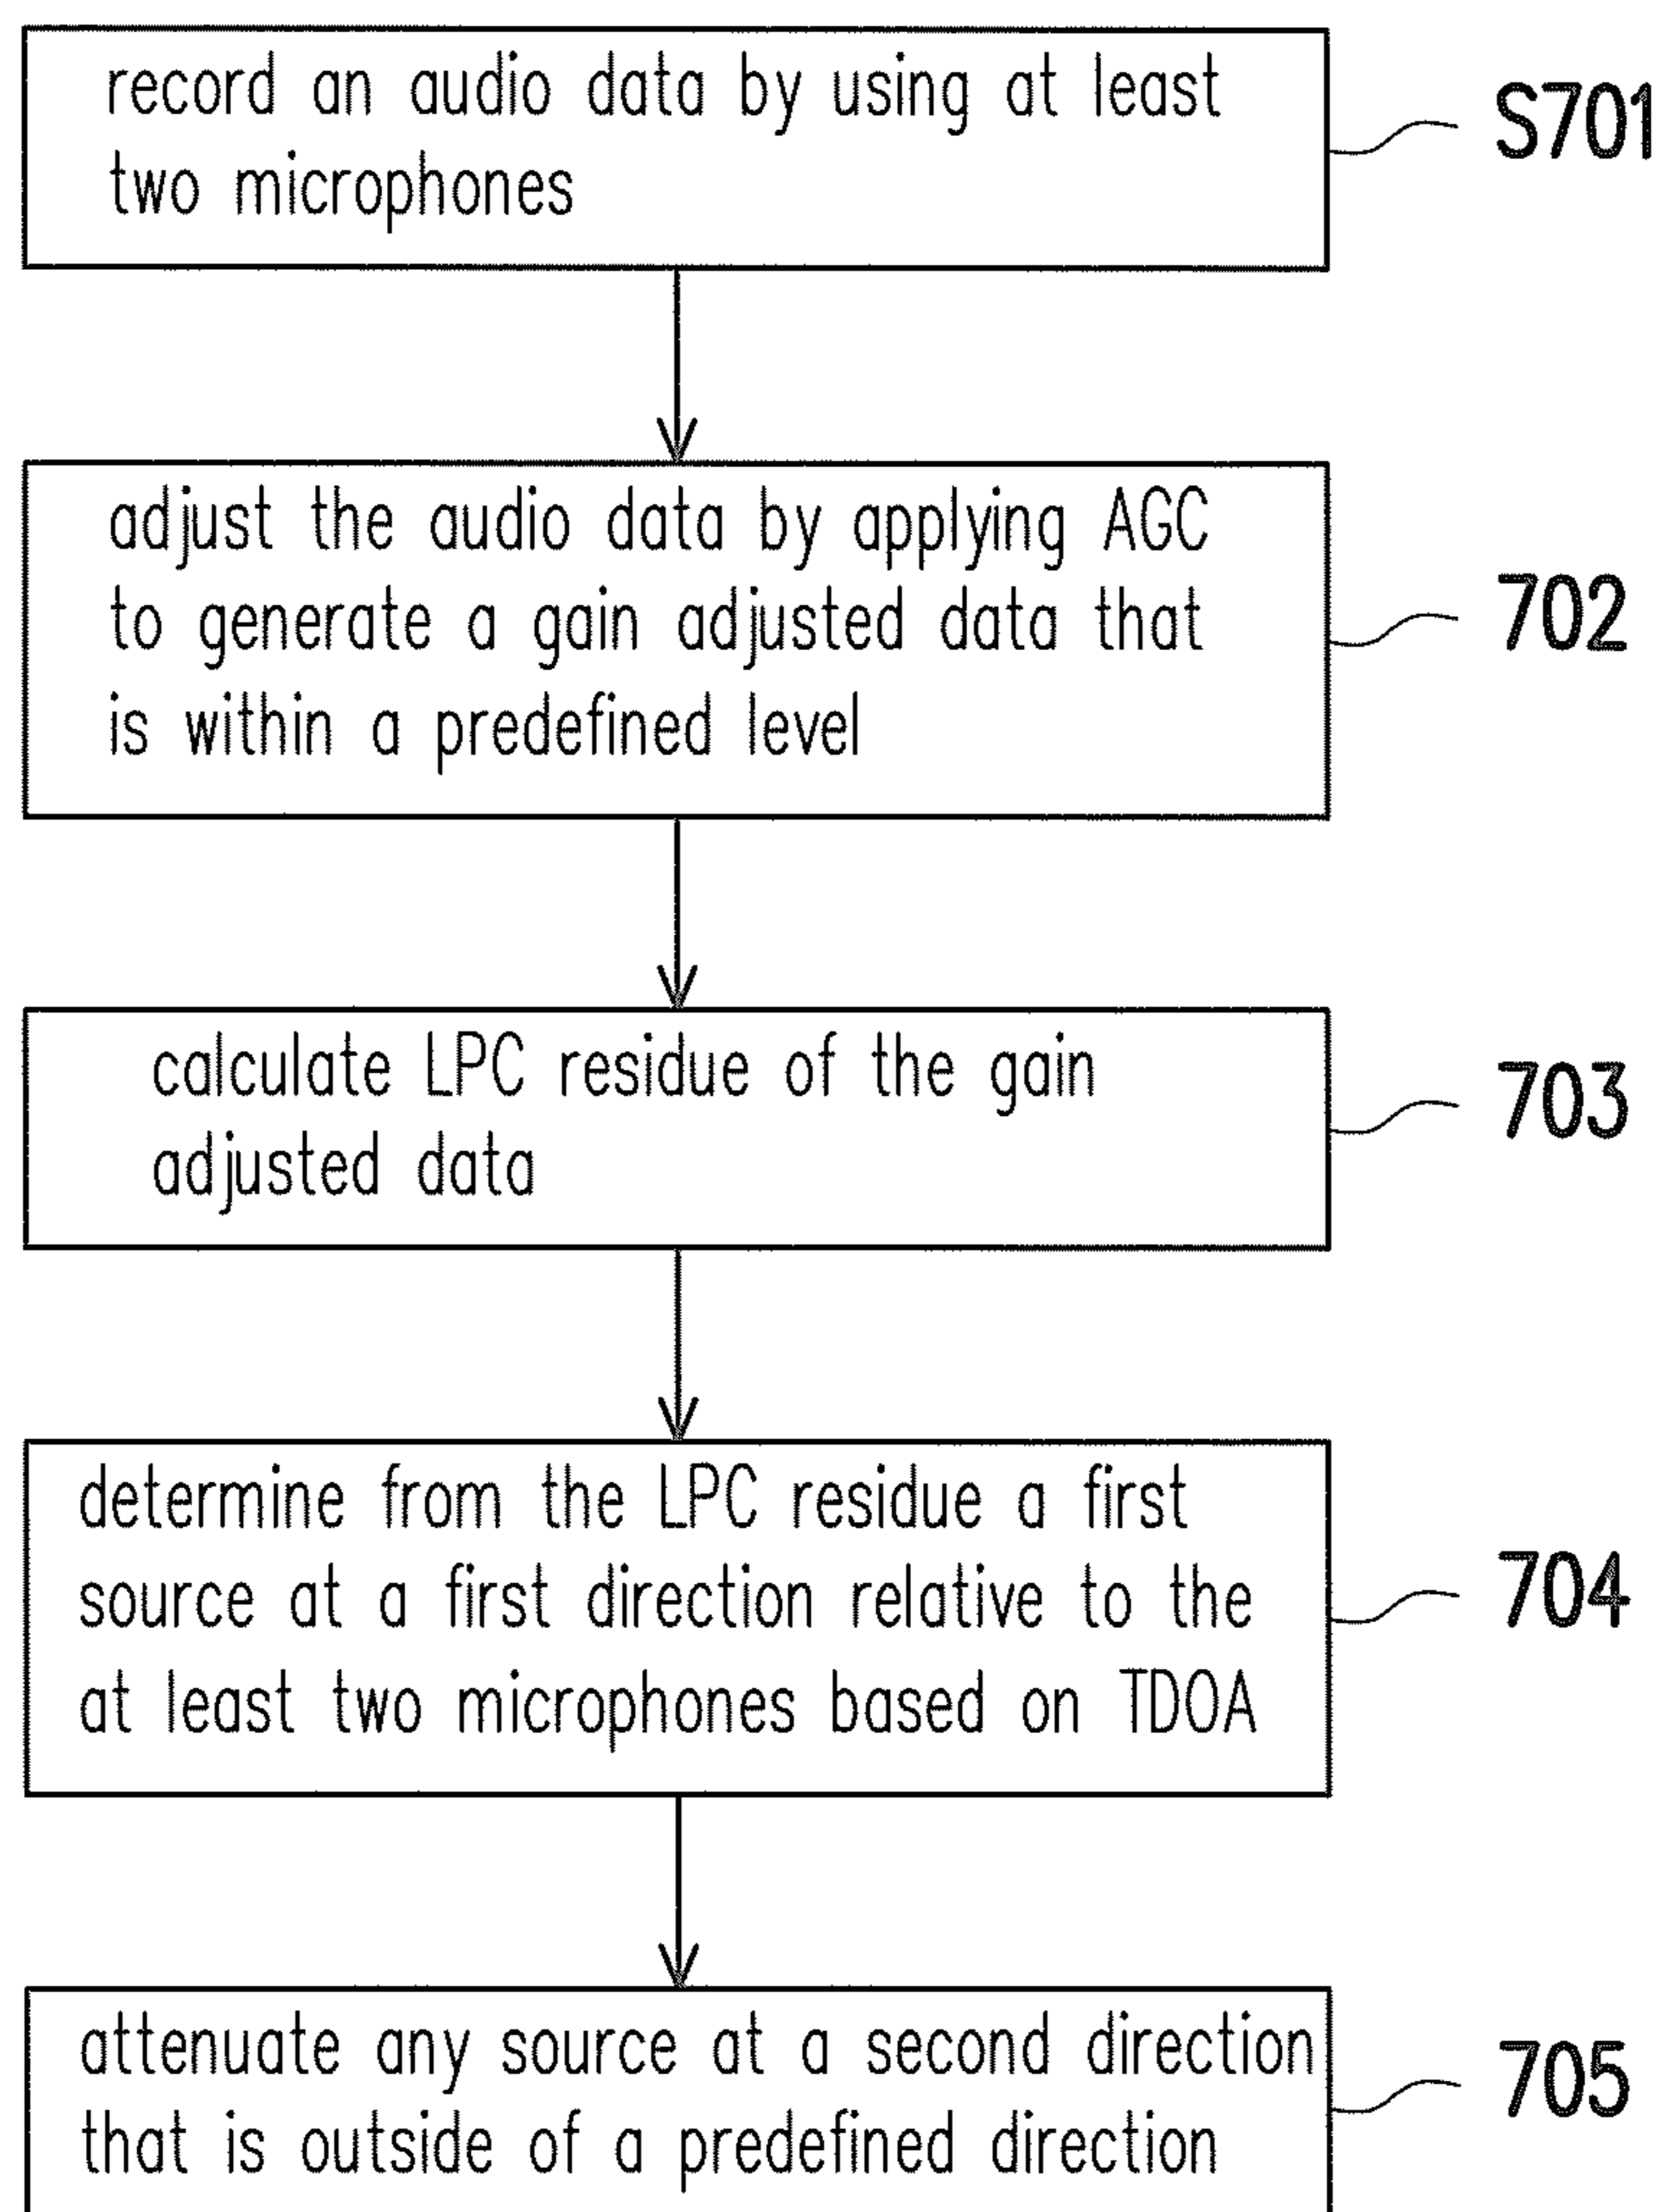 record an audio data by using at least
two microphones
S701
adjust the audio data by applying AGC
to generate a gain adjusted data that
is within a predefined level
702
calculate LPC residue of the gain
adjusted data
703
determine from the LPC residue a first
source at a first direction relative to the
at least two microphones based on TDOA
704
attenuate any source at a second direction
that is outside of a predefined direction
705